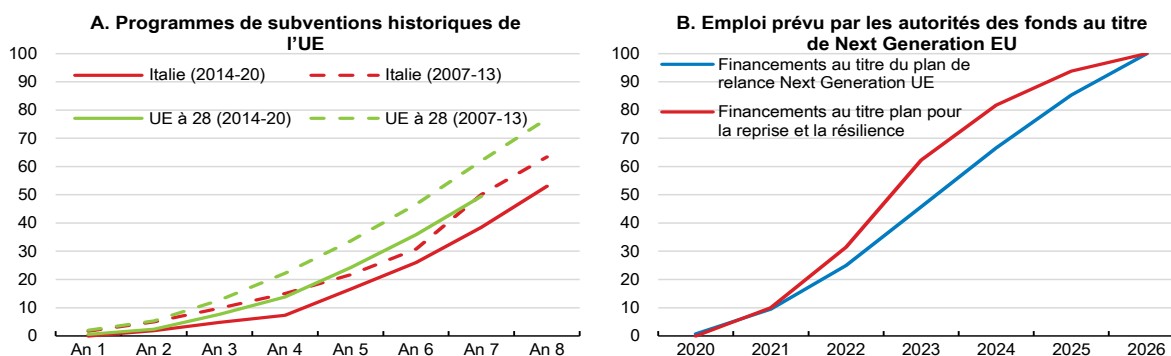 A. Programmes de subventions historiques de
l'UE
Italie (2014-20)
Italie (2007-13)
UE à 28 (2014-20)
UE à 28 (2007-13)
100
90
80
70
60
50
40
30
20
10
0
An 1 An 2 An 3 An 4 An 5 An 6 An 7 An 8
B. Emploi prévu par les autorités des fonds au titre
de Next Generation EU
Financements au titre du plan de
relance Next Generation UE
Financements au titre plan pour
la reprise et la résilience
100
90
80
70
60
50
40
30
20
10
0
2020 2021 2022 2023 2024 2025 2026